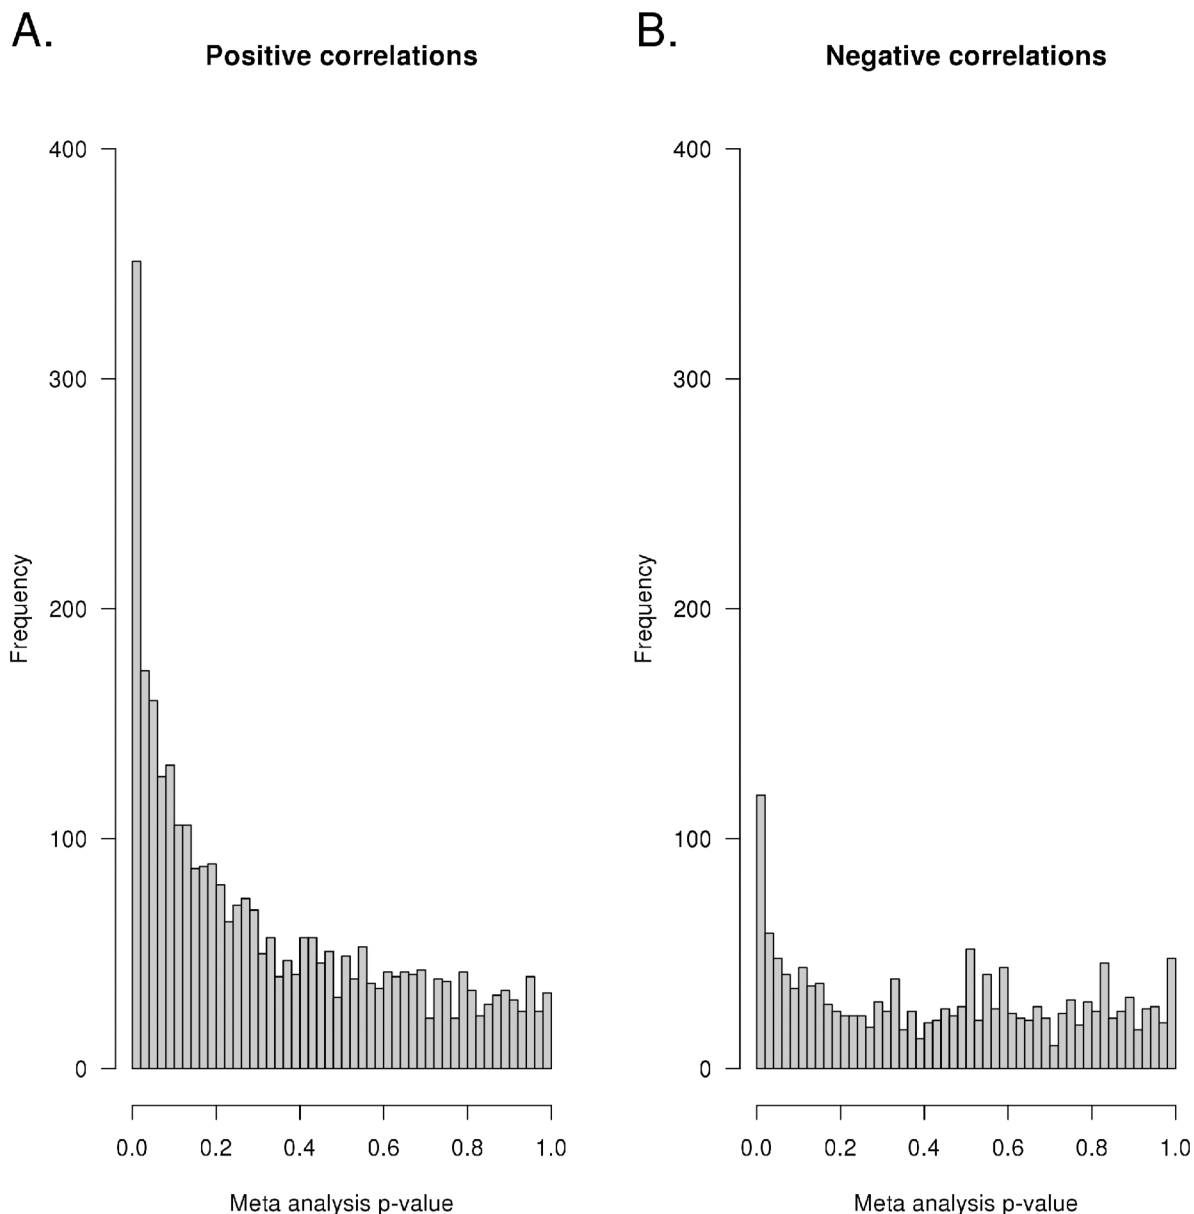 A.
Positive correlations
400
300
200
100
0
Frequency
0.0 0.2 0.4 0.6 0.8 1.0
Meta analysis p-value
B.
Negative correlations
400
300
200
100
0
Frequency
0.0 0.2 0.4 0.6 0.8 1.0
Meta analysis p-value